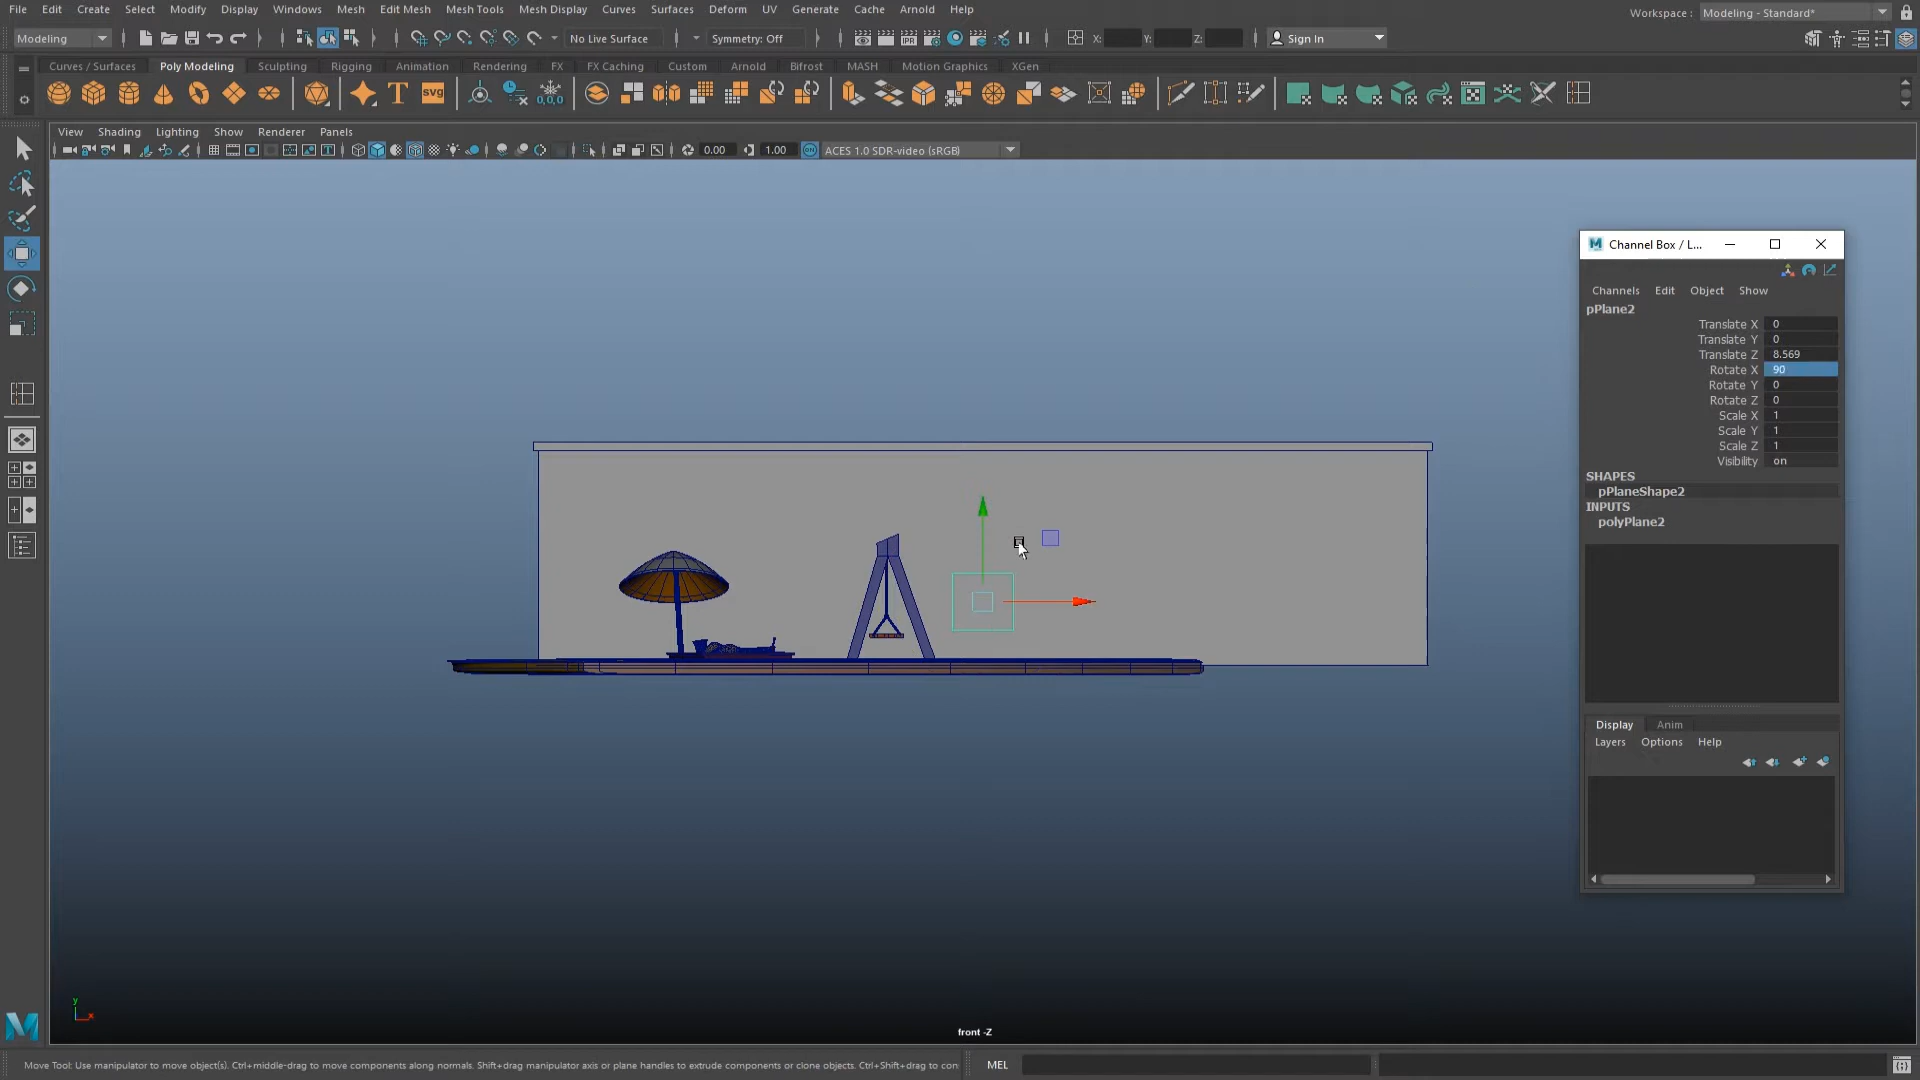 File Edit Create Select Modify Display Windows Mesh Edit Mesh Mesh Tools Mesh Display Curves Surfaces Deform UV Generate Cache Arnold Help
Workspace : Modeling - Standard*
Modeling No Live Surface Symmetry: Off X: Y: Z: Sign In
Curves / Surfaces Poly Modeling Sculpting Rigging Animation Rendering FX FX Caching Custom Arnold Bifrost MASH Motion Graphics XGen
T SVG 0,0,0
View Shading Lighting Show Renderer Panels
0.00 1.00 ACES 1.0 SDR-video (sRGB)
Channel Box / L...
Channels Edit Object Show
pPlane2
Translate X 0
Translate Y 0
Translate Z 8.569
Rotate X 90
Rotate Y 0
Rotate Z 0
Scale X 1
Scale Y 1
Scale Z 1
Visibility on
SHAPES
pPlaneShape2
INPUTS
polyPlane2
Display Anim
Layers Options Help
y
x
front -Z
Move Tool: Use manipulator to move object(s). Ctrl+middle-drag to move components along normals. Shift+drag manipulator axis or plane handles to extrude components or clone objects. Ctrl+Shift+drag to con
MEL